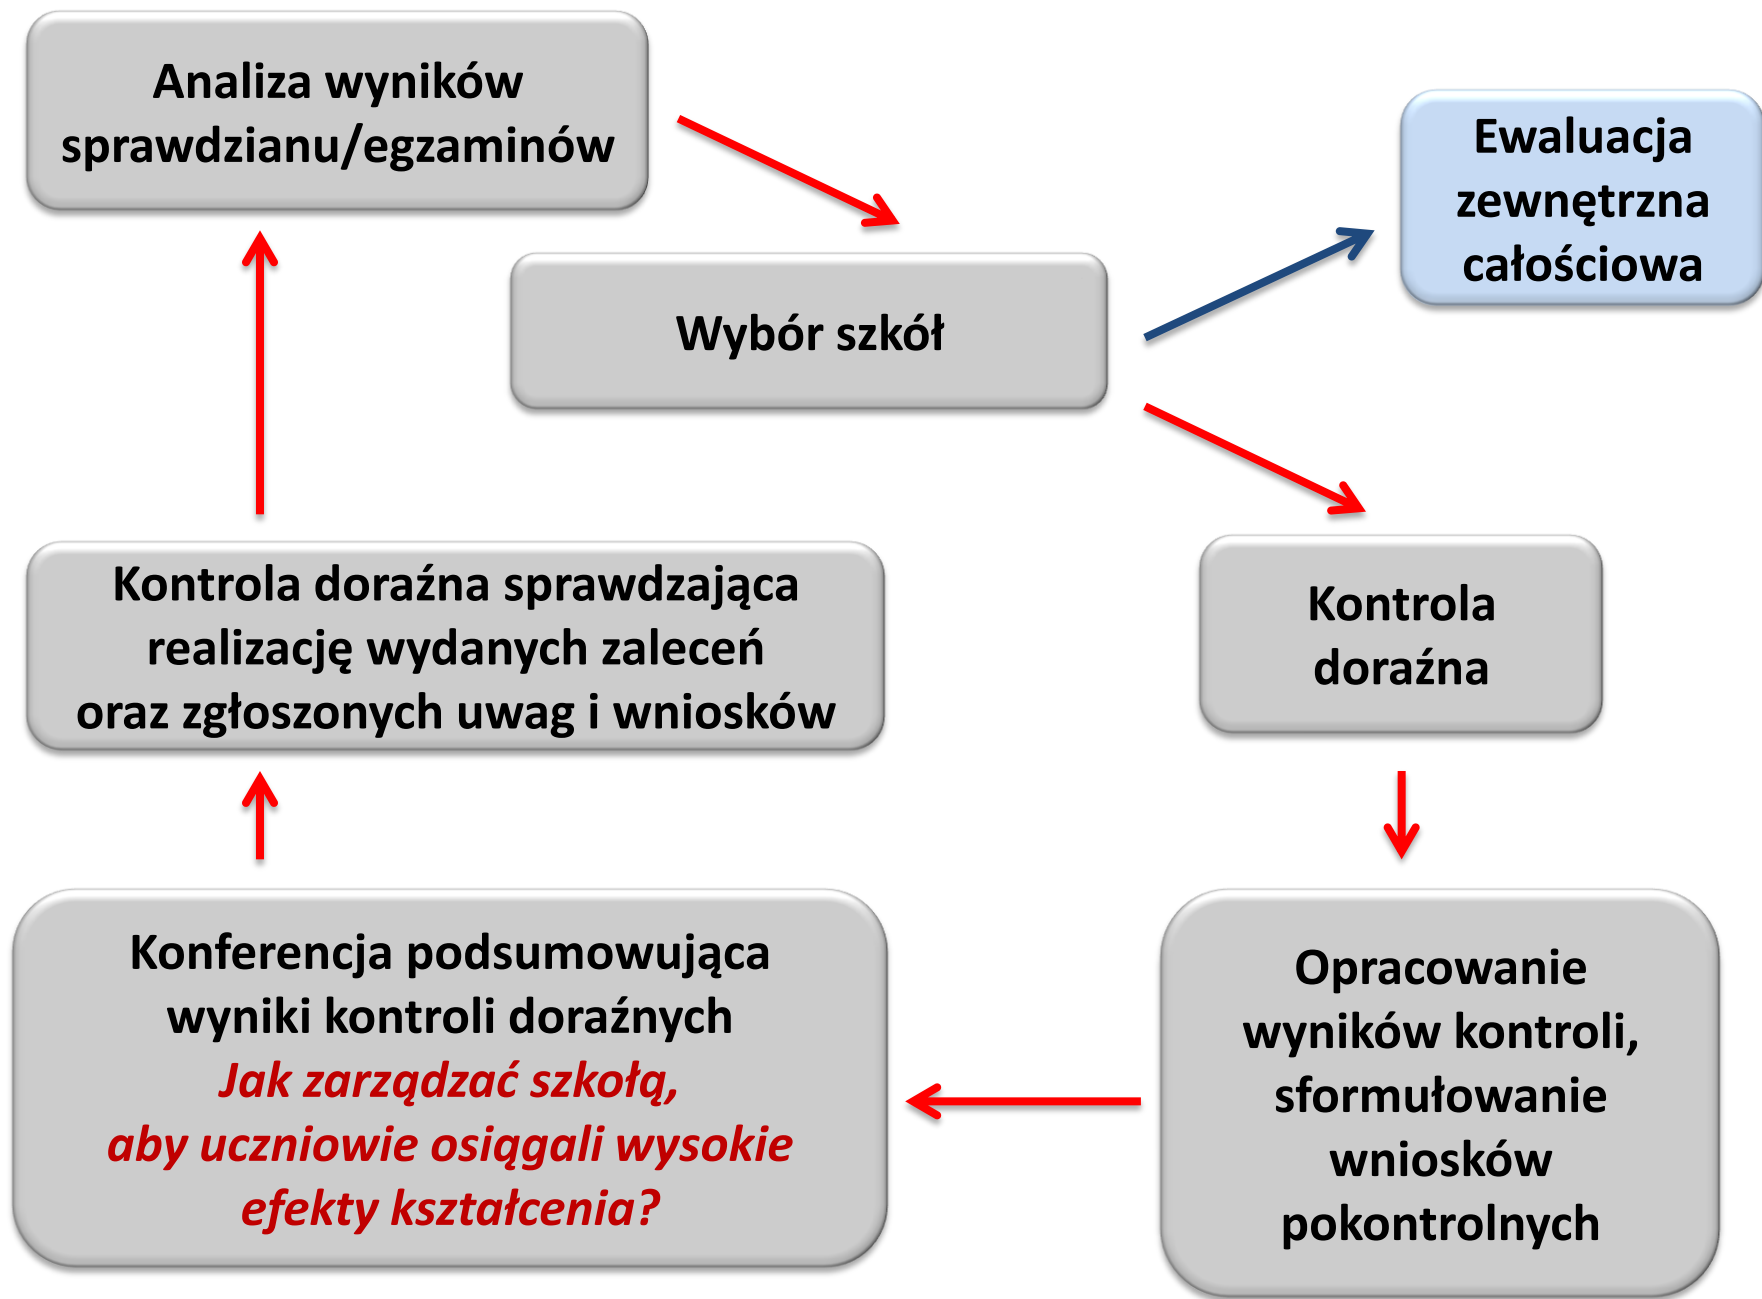 Analiza wyników
sprawdzianu/egzaminów
Ewaluacja
zewnętrzna
całościowa
Wybór szkół
Kontrola
doraźna
Opracowanie
wyników kontroli,
sformułowanie
wniosków
pokontrolnych
Konferencja podsumowująca
wyniki kontroli doraźnych
Jak zarządzać szkołą,
aby uczniowie osiągali wysokie
efekty kształcenia?
Kontrola doraźna sprawdzająca
realizację wydanych zaleceń
oraz zgłoszonych uwag i wniosków